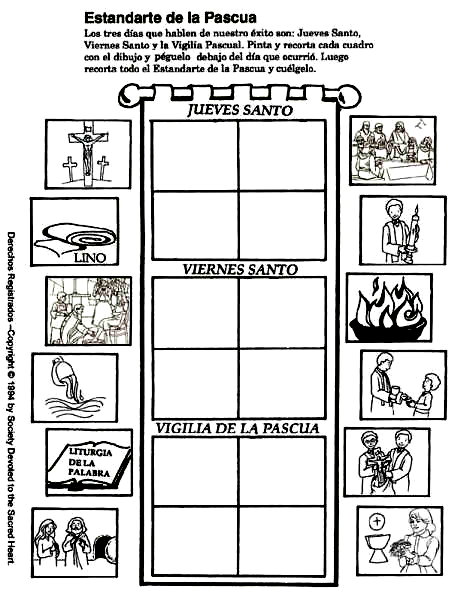 Estandarte de la Pascua
Los tres días que hablen de nuestro éxito son: Jueves Santo,
Viernes Santo y la Vigilia Pascual. Pinta y recorta cada cuadro
con el dibujo y péguelo debajo del día que ocurrió. Luego
recorta todo el Estandarte de la Pascua y cuélgelo.
JUEVES SANTO
LINO
VIERNES SANTO
VIGILIA DE LA PASCUA
LITURGIA
DE LA
PALABRA
Derechos Registrados —Copyright © 1994 by Society Devoted to the Sacred Heart.